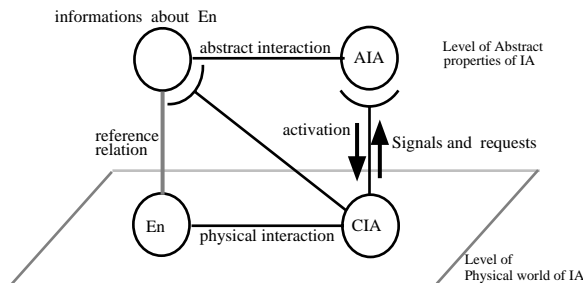 informations about En
abstract interaction
AIA
Level of Abstract
properties of IA
activation
Signals and requests
reference
relation
En
physical interaction
CIA
Level of
Physical world of IA